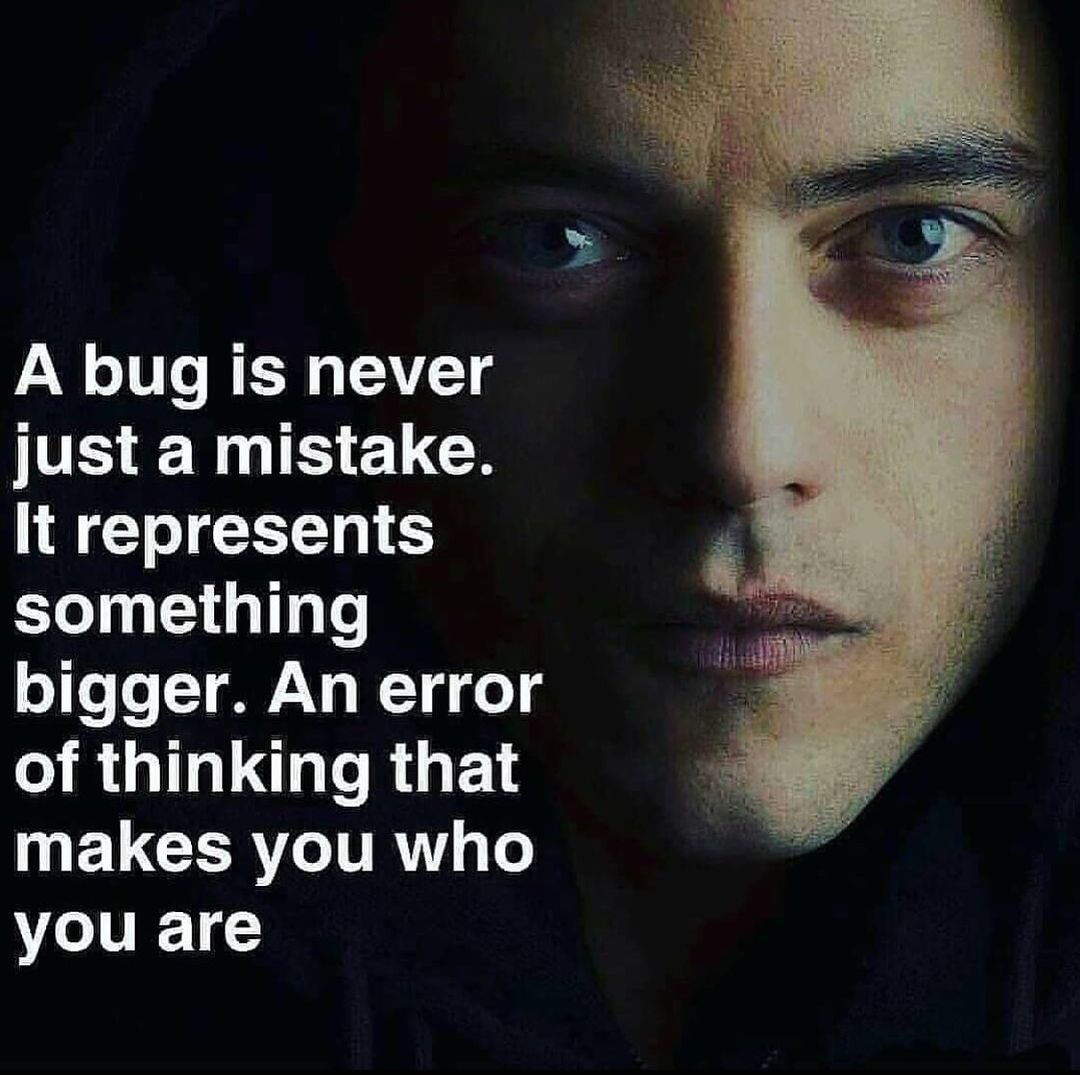 A bug is never
just a mistake.
It represents
something
bigger. An error
of thinking that
makes you who
you are